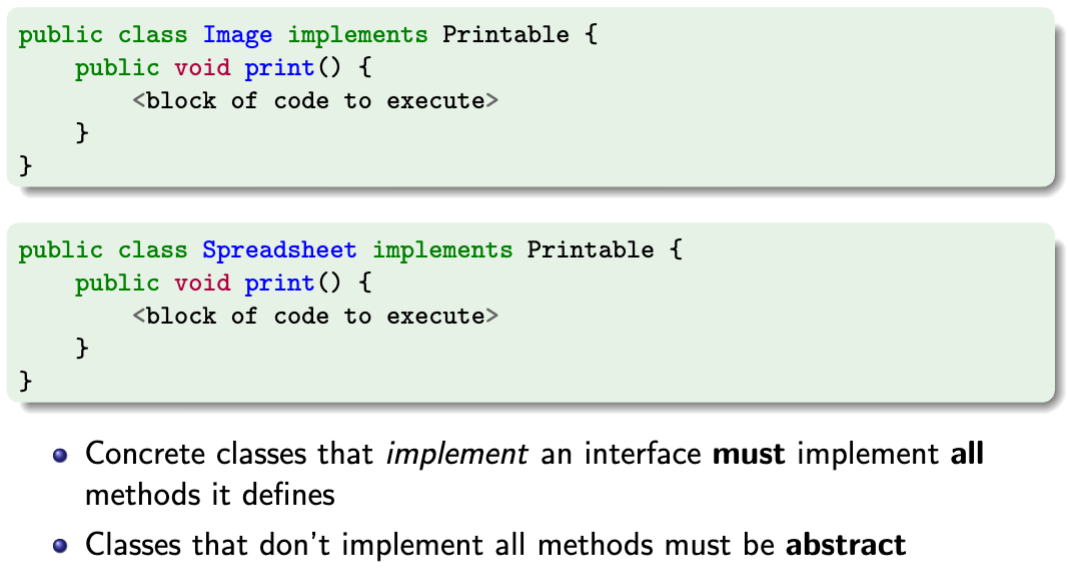 public class Image implements Printable {
    public void print() {
        <block of code to execute>
    }
}
public class Spreadsheet implements Printable {
    public void print() {
        <block of code to execute>
    }
}
Concrete classes that implement an interface must implement all
methods it defines
Classes that don't implement all methods must be abstract